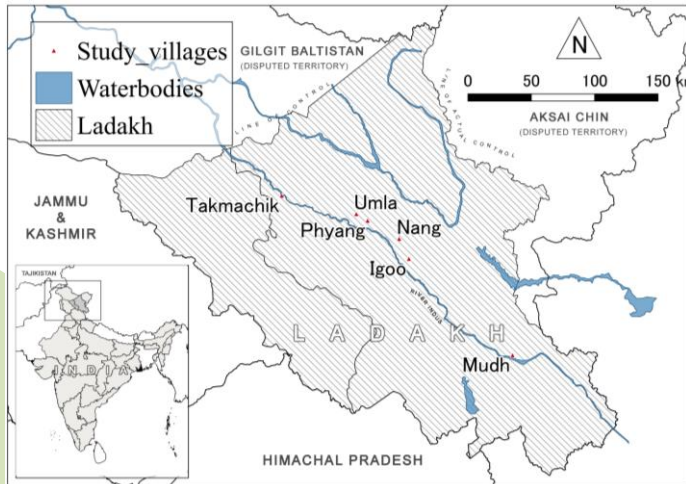 Study_villages
Waterbodies
Ladakh
GILGIT BALTISTAN
(DISPUTED TERRITORY)
N
0 50 100 150 km
AKSAI CHIN
(DISPUTED TERRITORY)
LINE OF CONTROL
LINE OF ACTUAL CONTROL
JAMMU
&
KASHMIR
Takmachik
Umla
Phyang
Nang
Igoo
RIVER INDUS
LADAKH
Mudh
HIMACHAL PRADESH
TAJIKISTAN
INDIA